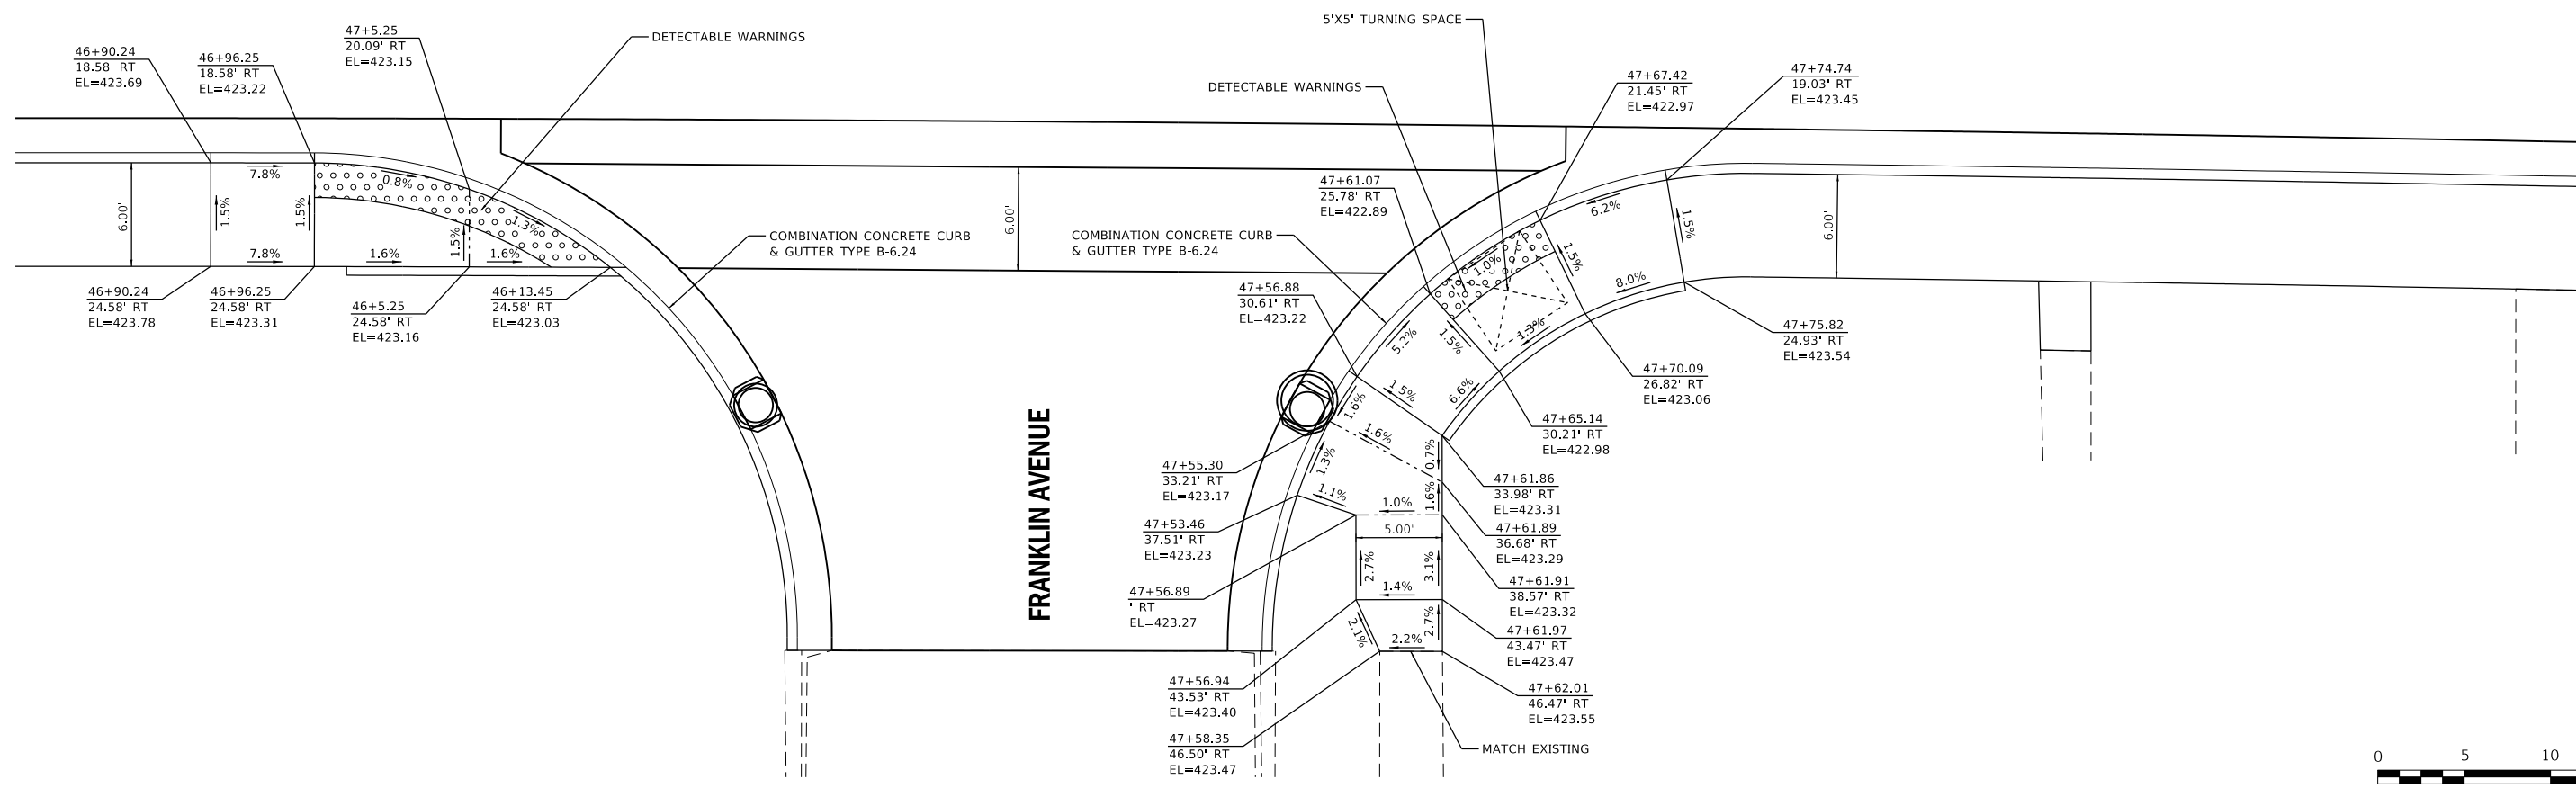 47+5.25
20.09' RT
EL=423.15
46+90.24
18.58' RT
EL=423.69
46+96.25
18.58' RT
EL=423.22
DETECTABLE WARNINGS
5'X5' TURNING SPACE
DETECTABLE WARNINGS
47+67.42
21.45' RT
EL=422.97
47+74.74
19.03' RT
EL=423.45
6.00'
1.5%
7.8%
1.5%
0.8%
1.3%
1.5%
7.8%
1.6%
1.6%
46+90.24
24.58' RT
EL=423.78
46+96.25
24.58' RT
EL=423.31
46+5.25
24.58' RT
EL=423.16
46+13.45
24.58' RT
EL=423.03
COMBINATION CONCRETE CURB
& GUTTER TYPE B-6.24
6.00'
COMBINATION CONCRETE CURB
& GUTTER TYPE B-6.24
47+61.07
25.78' RT
EL=422.89
47+56.88
30.61' RT
EL=423.22
1.0%
1.5%
6.2%
1.5%
8.0%
6.00'
5.2%
1.5%
1.3%
1.5%
6.6%
47+75.82
24.93' RT
EL=423.54
47+70.09
26.82' RT
EL=423.06
47+65.14
30.21' RT
EL=422.98
1.6%
1.6%
0.7%
1.3%
1.6%
1.1%
1.0%
5.00'
2.7%
3.1%
1.4%
2.1%
2.7%
2.2%
FRANKLIN AVENUE
47+55.30
33.21' RT
EL=423.17
47+53.46
37.51' RT
EL=423.23
47+56.89
' RT
EL=423.27
47+56.94
43.53' RT
EL=423.40
47+58.35
46.50' RT
EL=423.47
47+61.86
33.98' RT
EL=423.31
47+61.89
36.68' RT
EL=423.29
47+61.91
38.57' RT
EL=423.32
47+61.97
43.47' RT
EL=423.47
47+62.01
46.47' RT
EL=423.55
MATCH EXISTING
0 5 10